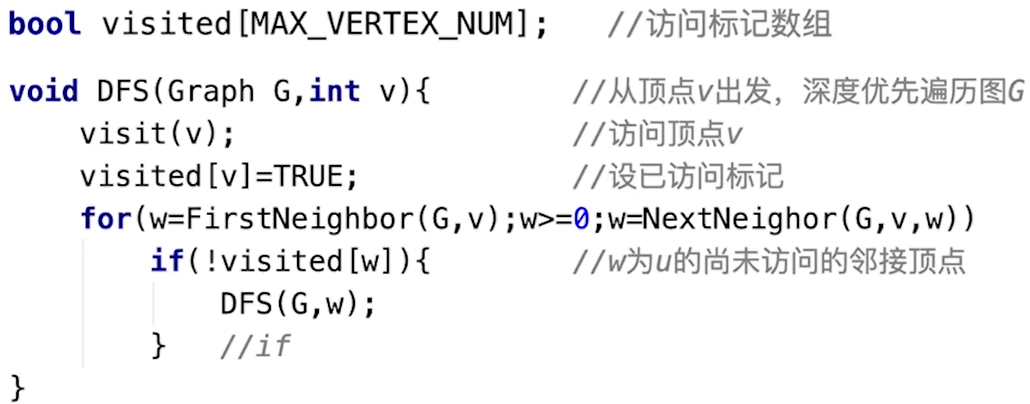 bool visited[MAX_VERTEX_NUM];   //访问标记数组
void DFS(Graph G,int v){        //从顶点v出发，深度优先遍历图G
    visit(v);                   //访问顶点v
    visited[v]=TRUE;            //设已访问标记
    for(w=FirstNeighbor(G,v);w>=0;w=NextNeighor(G,v,w))
        if(!visited[w]){        //w为u的尚未访问的邻接顶点
            DFS(G,w);
        }   //if
}